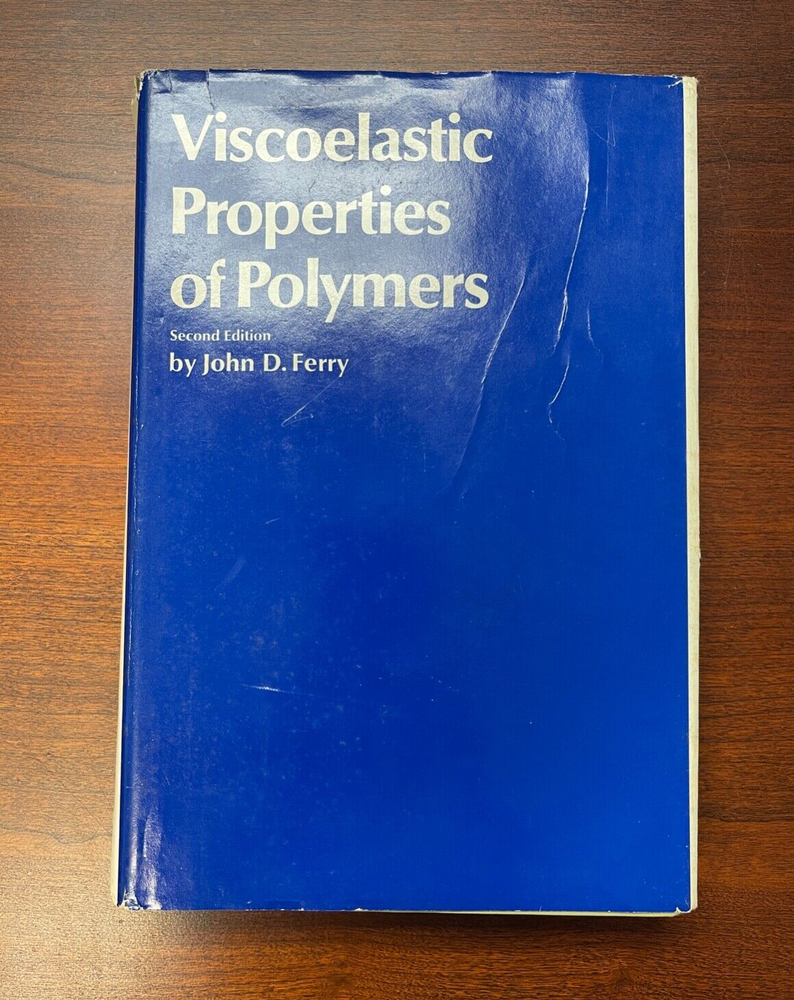 Viscoelastic
Properties
of Polymers
Second Edition
by John D. Ferry